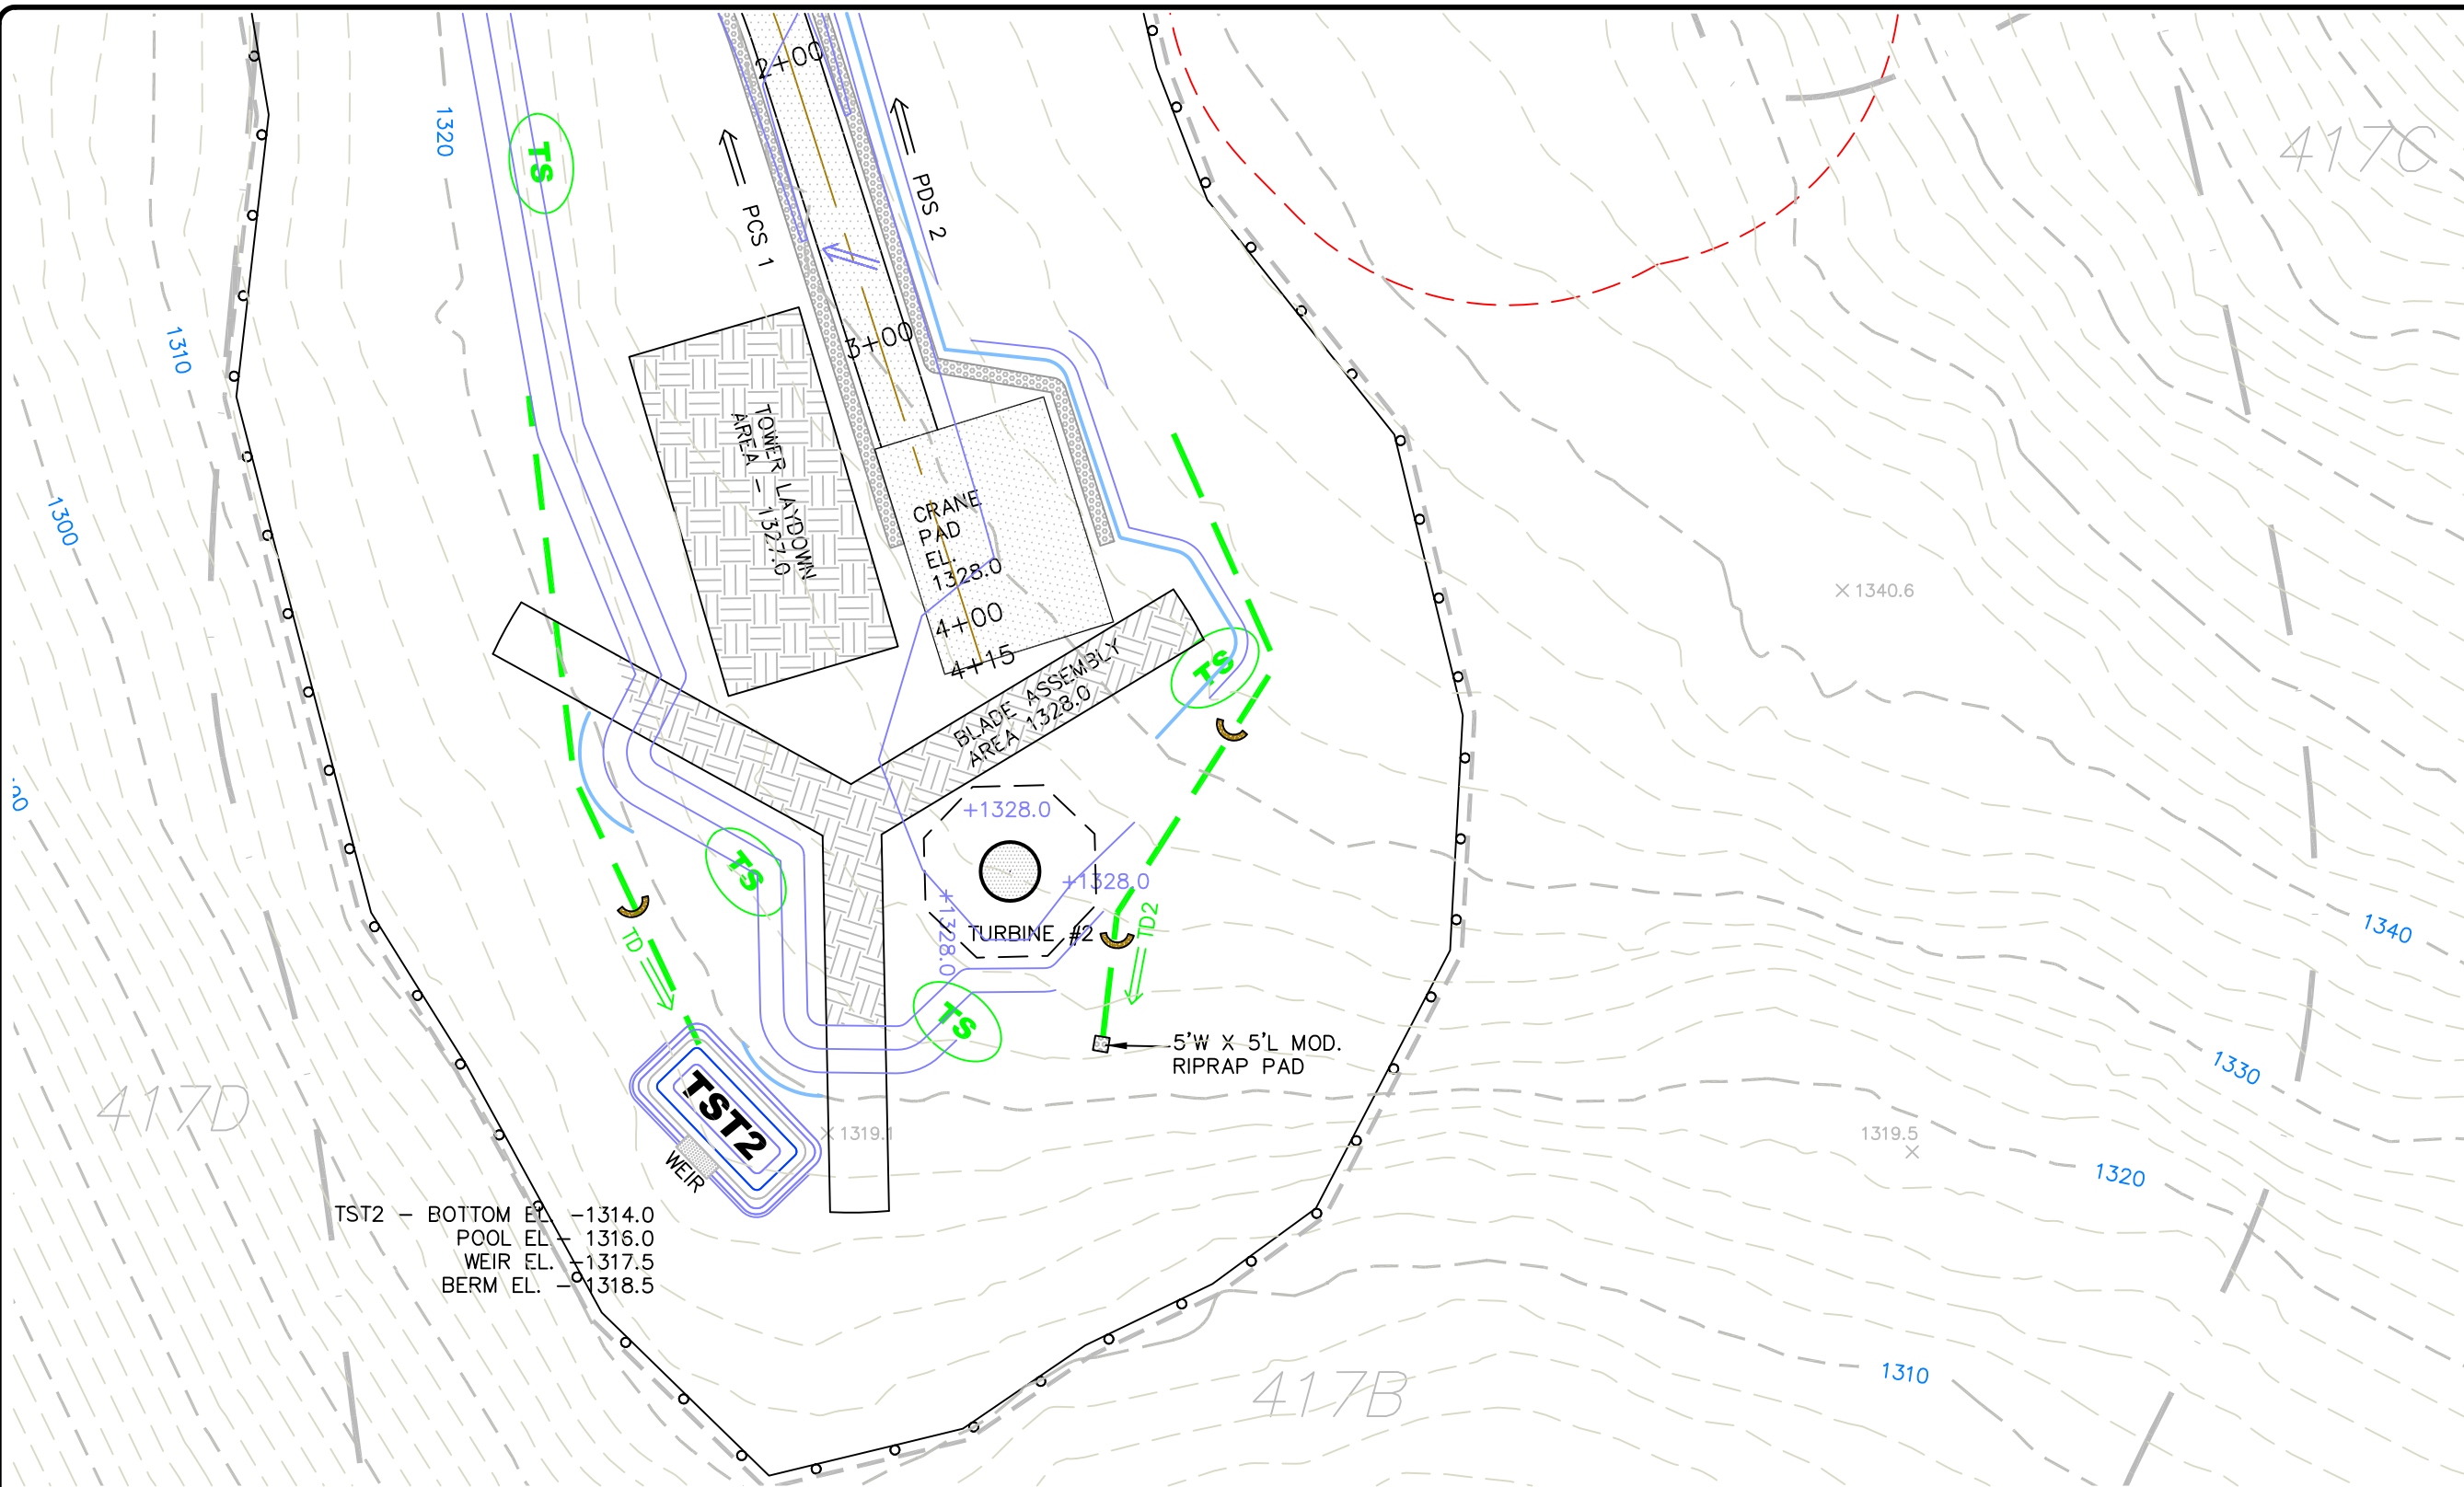 2+00
1320
TS
417C
PDS 2
PCS 1
1310
3+00
TOWER LAYDOWN
AREA - 1327.0
CRANE
PAD
EL.
1328.0
1300
× 1340.6
4+00
4+15
TS
BLADE ASSEMBLY
AREA 1328.0
+1328.0
TS
+1328.0
+1328.0
TURBINE #2
TD2
TD
1340
TS
5'W X 5'L MOD.
RIPRAP PAD
1330
417D
TST2
× 1319.1
1319.5
×
WEIR
1320
TST2 - BOTTOM EL. -1314.0
POOL EL - 1316.0
WEIR EL. -1317.5
BERM EL. - 1318.5
1310
417B